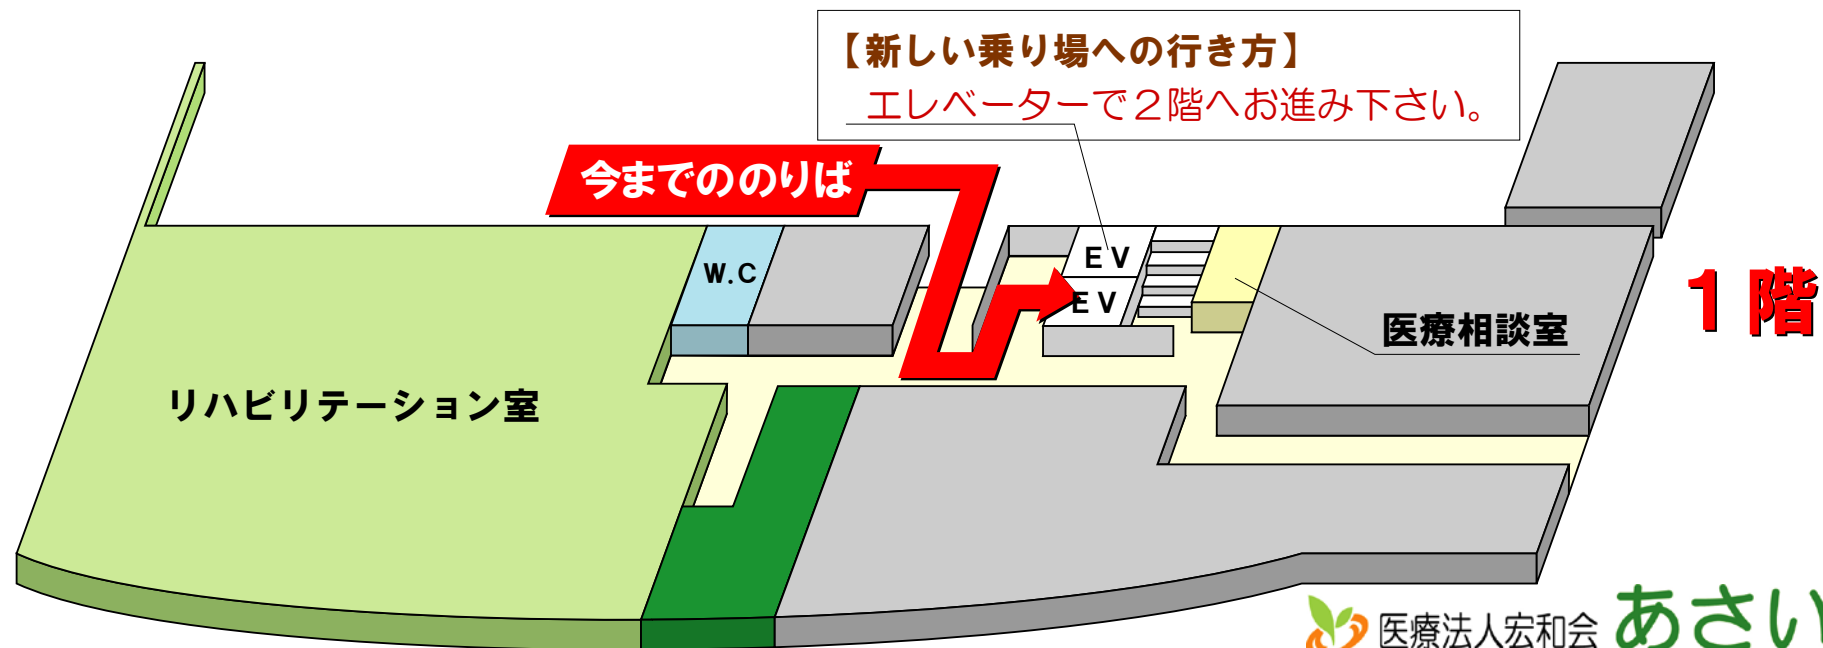 【新しい乗り場への行き方】
エレベーターで２階へお進み下さい。
今までののりば
W.C
EV
EV
医療相談室
1階
リハビリテーション室
医療法人宏和会 あさい